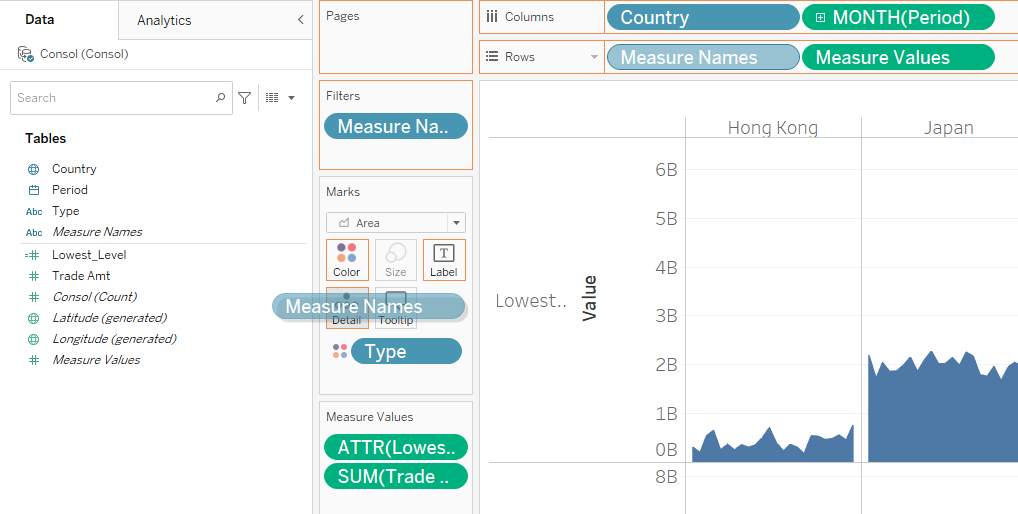 Data
Analytics
Consol (Consol)
Search
Tables
Country
Period
Abc Type
Abc Measure Names
Lowest_Level
Trade Amt
Consol (Count)
Latitude (generated)
Longitude (generated)
Measure Values
Pages
Filters
Measure Na..
Marks
Area
Color Size Label
Measure Names
Detail Tooltip
Type
Measure Values
ATTR(Lowes..
SUM(Trade ..
Columns Country MONTH(Period)
Rows Measure Names Measure Values
Hong Kong Japan
Lowest..
Value
6B
5B
4B
3B
2B
1B
0B
8B